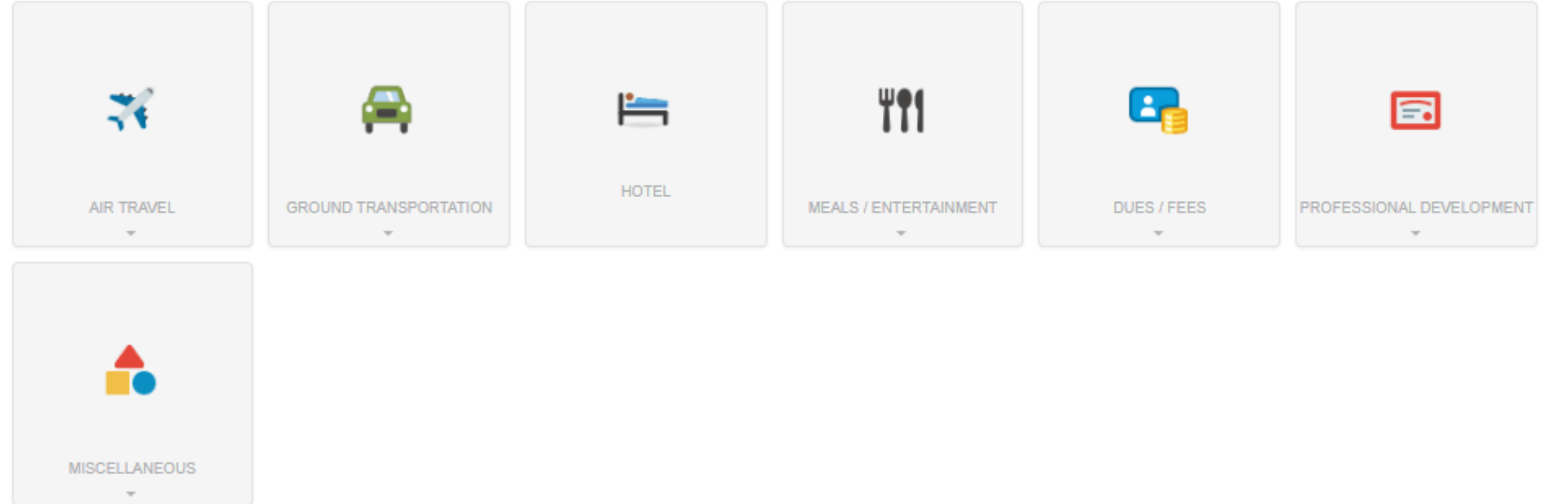 AIR TRAVEL
GROUND TRANSPORTATION
HOTEL
MEALS / ENTERTAINMENT
DUES / FEES
PROFESSIONAL DEVELOPMENT
MISCELLANEOUS